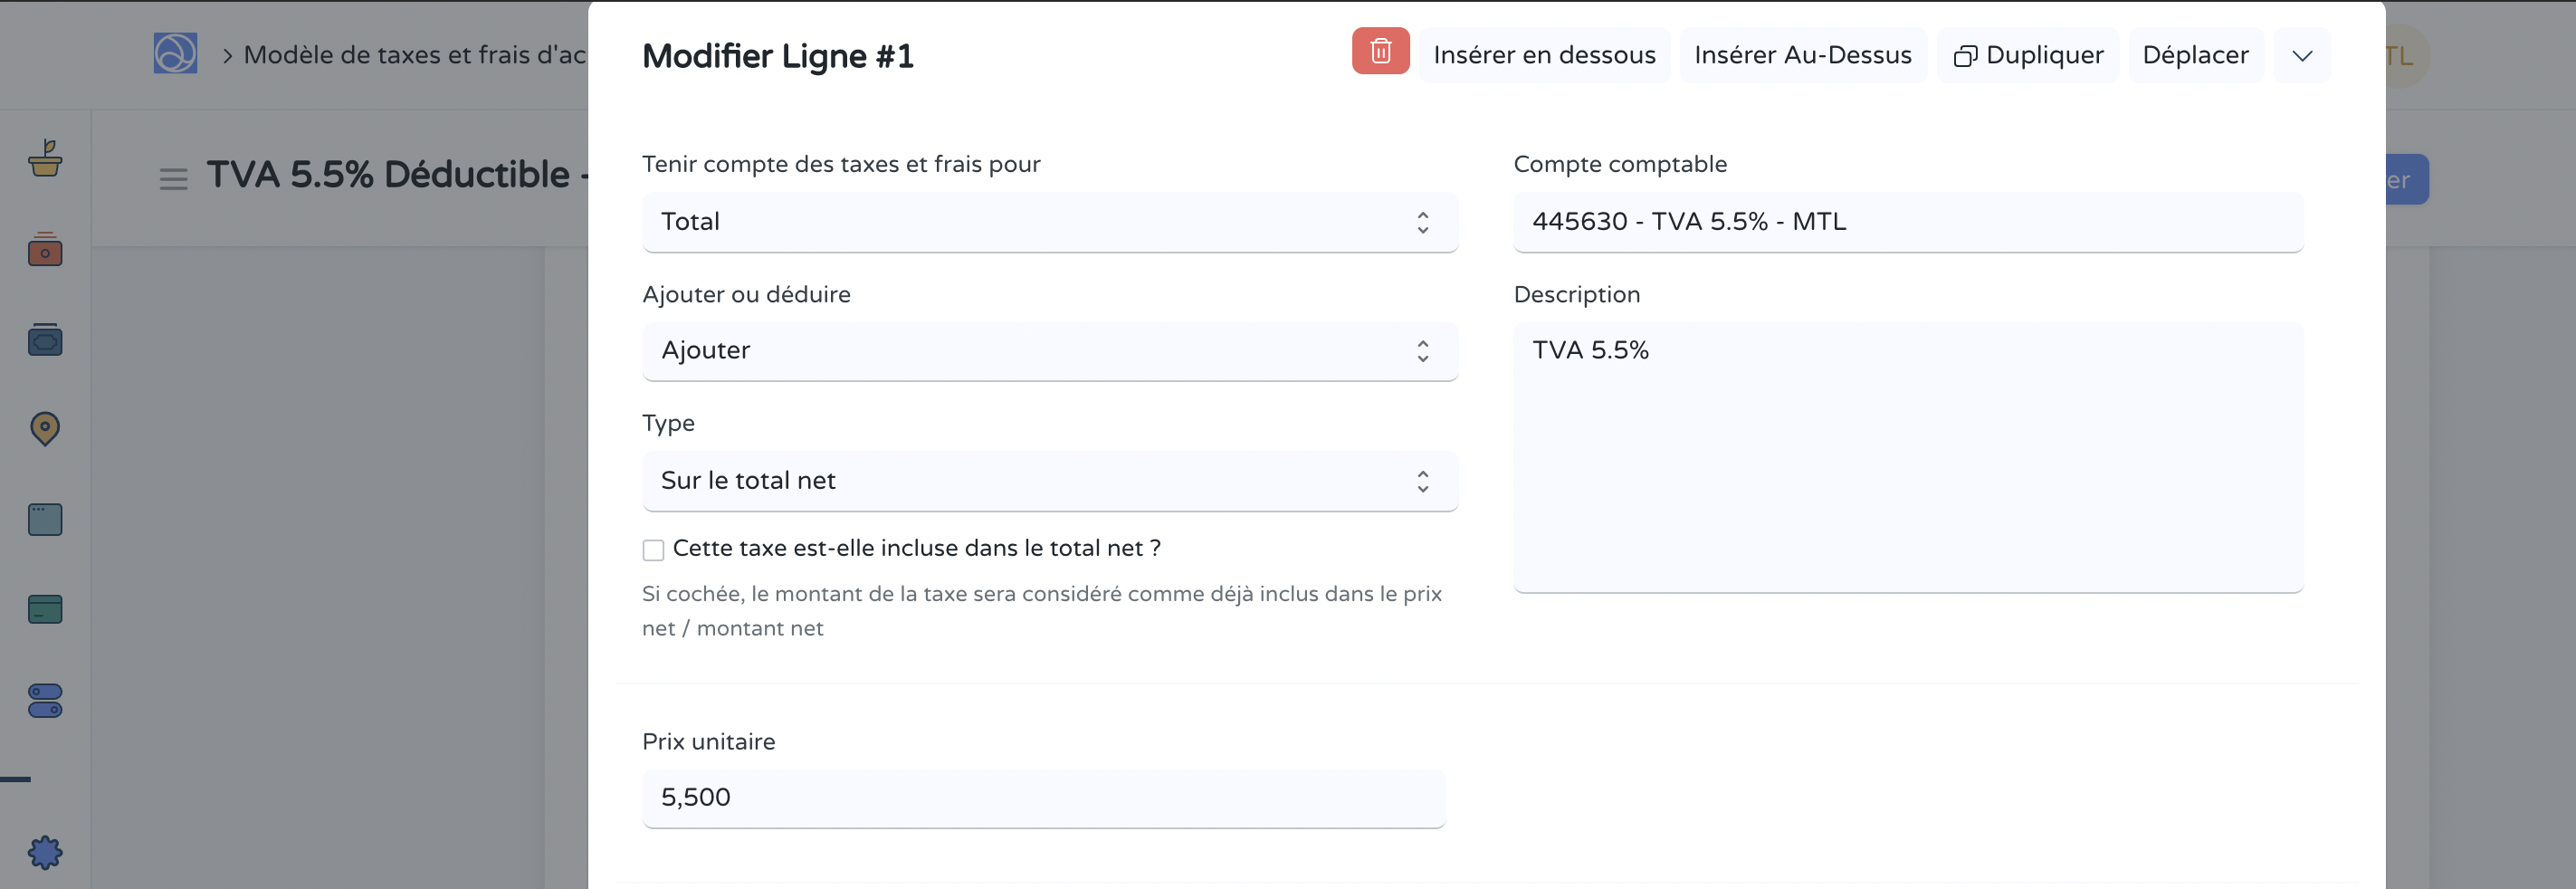 Modèle de taxes et frais d'ac
Modifier Ligne #1
Insérer en dessous
Insérer Au-Dessus
Dupliquer
Déplacer
TL
TVA 5.5% Déductible -
er
Tenir compte des taxes et frais pour
Total
Compte comptable
445630 - TVA 5.5% - MTL
Ajouter ou déduire
Ajouter
Description
TVA 5.5%
Type
Sur le total net
Cette taxe est-elle incluse dans le total net ?
Si cochée, le montant de la taxe sera considéré comme déjà inclus dans le prix
net / montant net
Prix unitaire
5,500